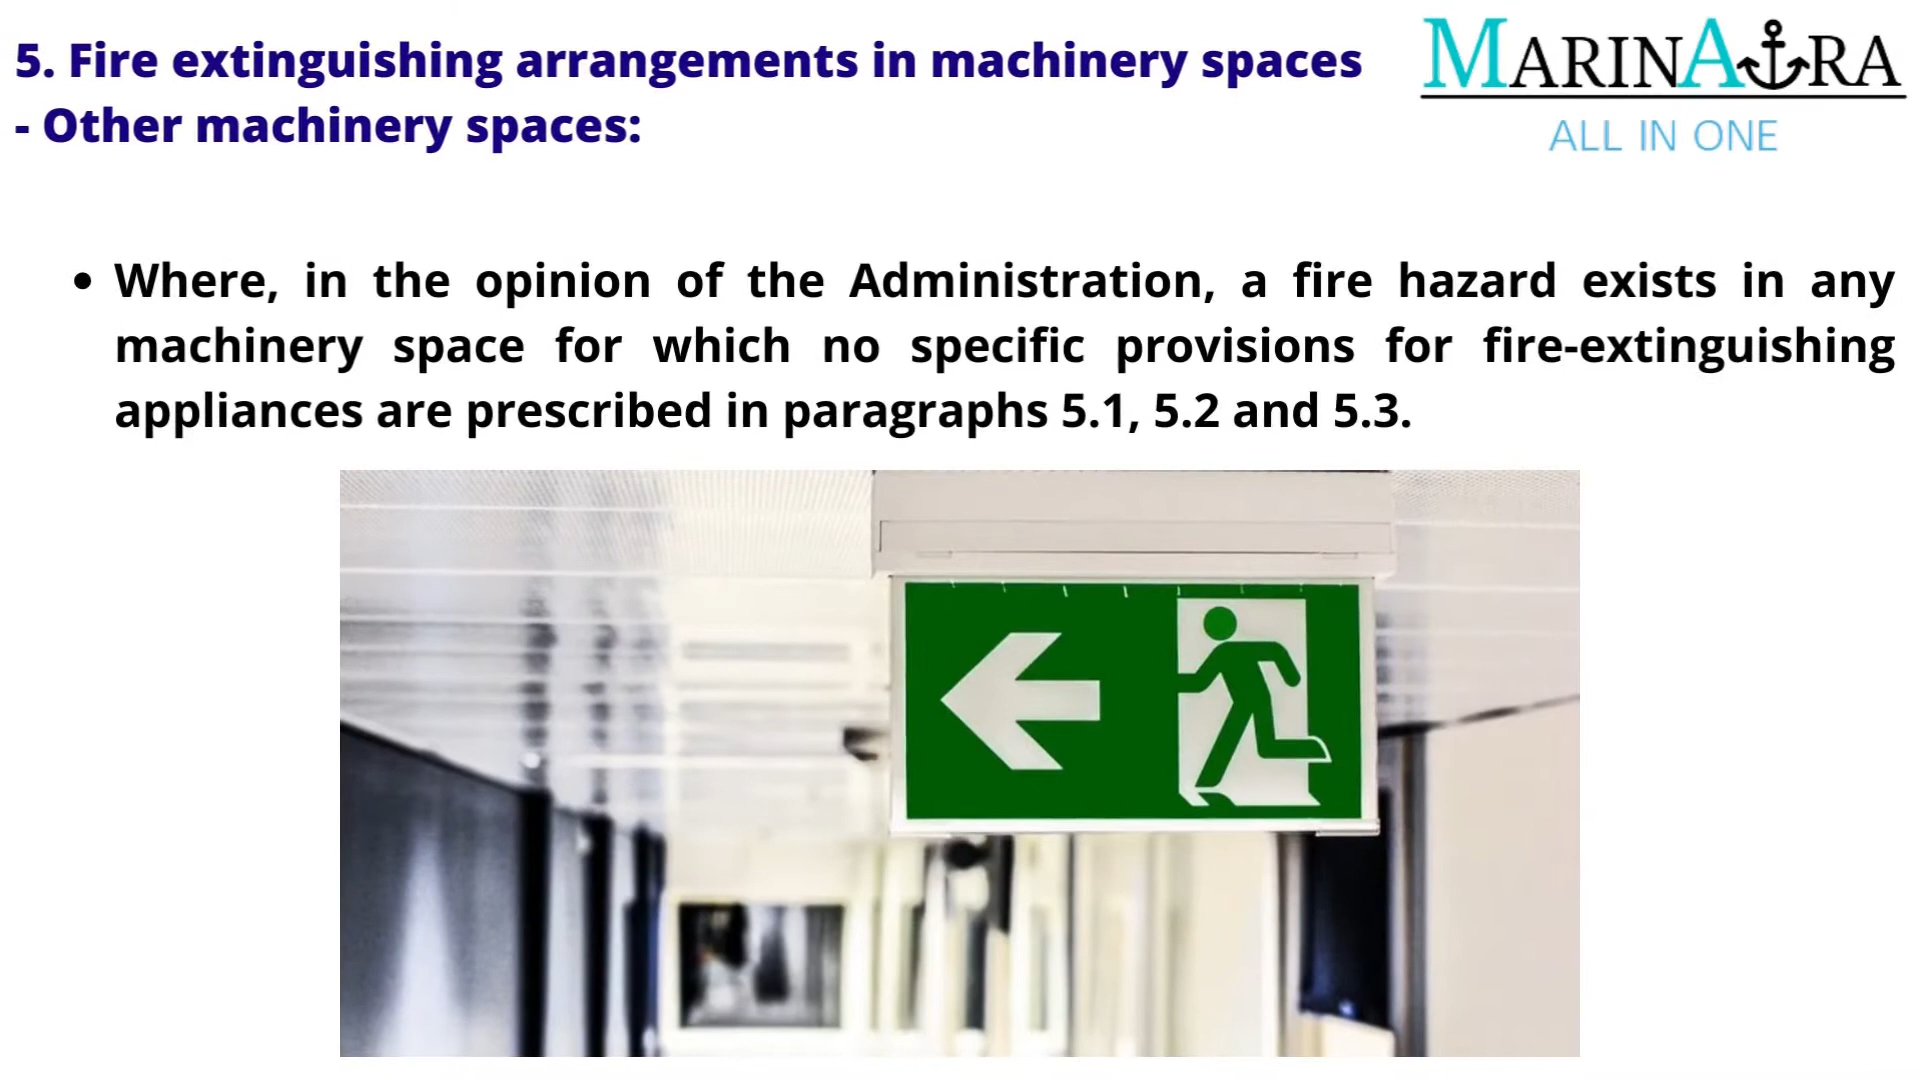 5. Fire extinguishing arrangements in machinery spaces
- Other machinery spaces:
MARINAURA
ALL IN ONE
• Where, in the opinion of the Administration, a fire hazard exists in any
machinery space for which no specific provisions for fire-extinguishing
appliances are prescribed in paragraphs 5.1, 5.2 and 5.3.